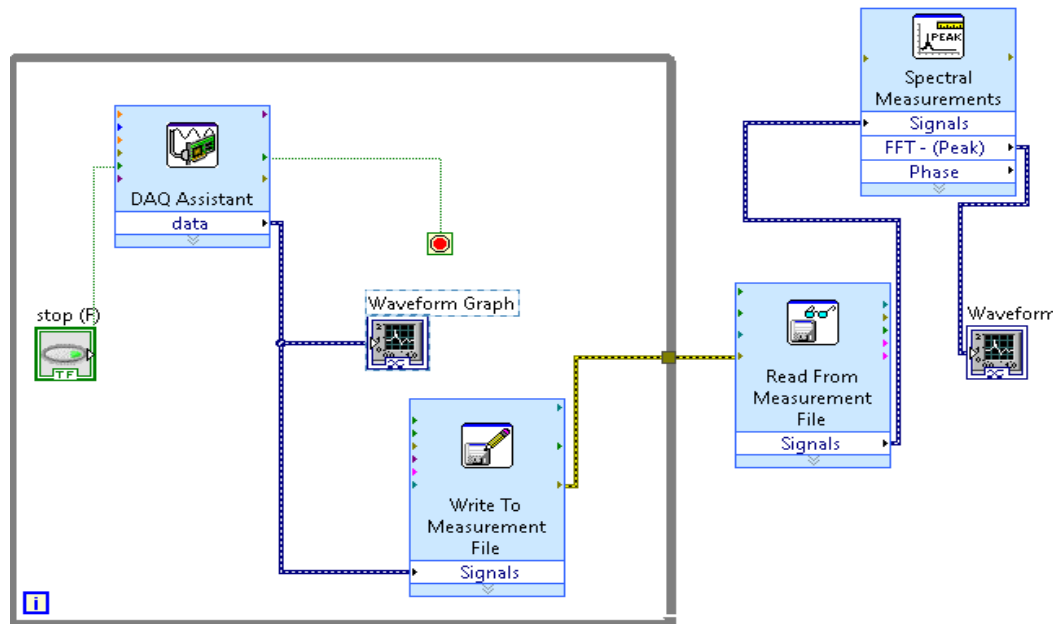 PEAK
Spectral
Measurements
Signals
FFT - (Peak)
Phase
DAQ Assistant
data
stop (F)
TF
Waveform Graph
Waveform
Read From
Measurement
File
Signals
Write To
Measurement
File
Signals
i